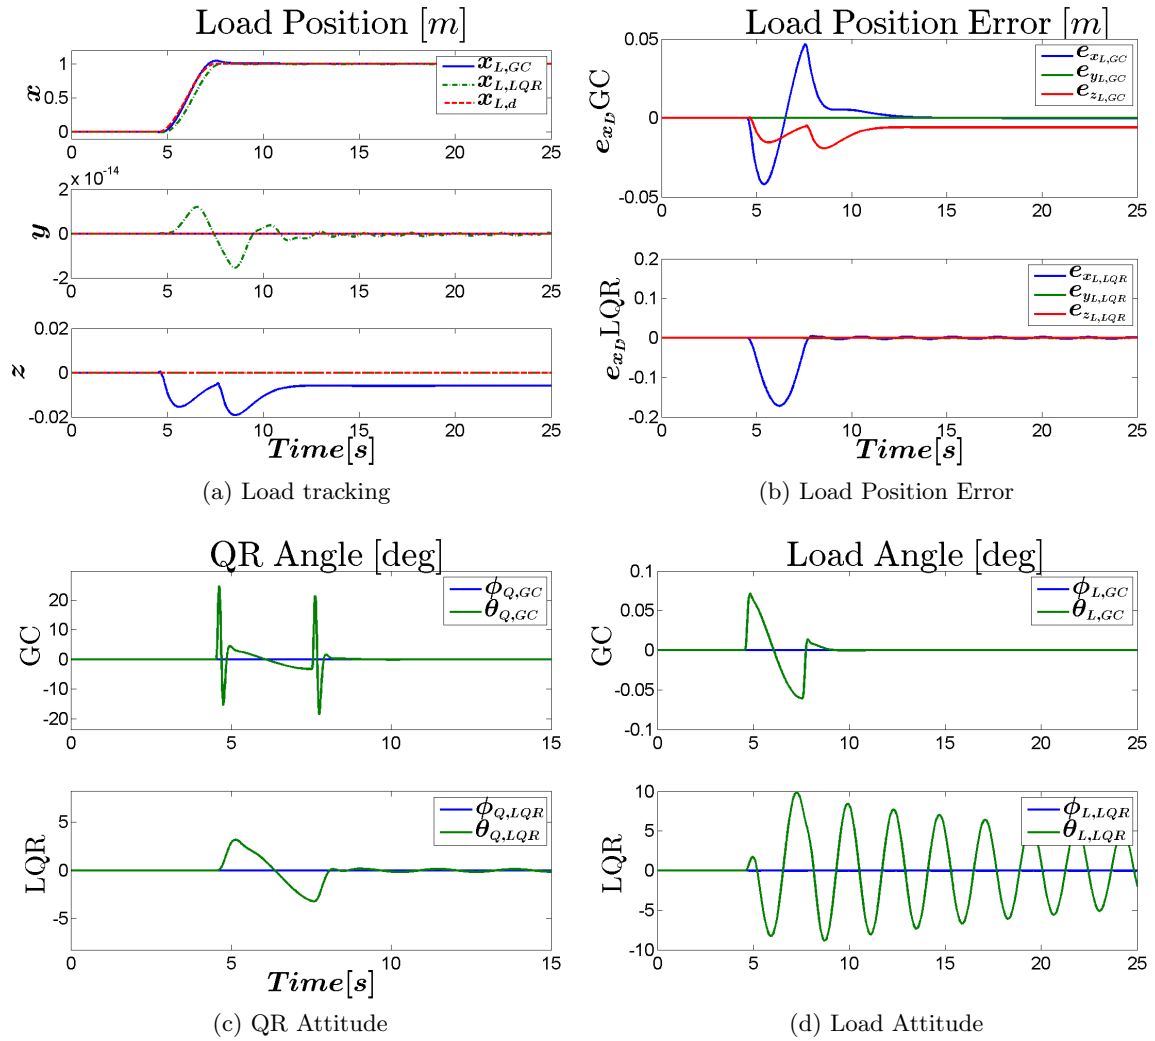 Load Position [m]
x
1
0.5
0
x_{L,GC}
x_{L,LQR}
x_{L,d}
0 5 10 15 20 25
x 10^{-14}
y
2
0
-2
0 5 10 15 20 25
z
0.02
0
-0.02
0 5 10 15 20 25
Time[s]
(a) Load tracking
Load Position Error [m]
e_{x_L},GC
0.05
0
-0.05
e_{x_{L,GC}}
e_{y_{L,GC}}
e_{z_{L,GC}}
0 5 10 15 20 25
e_{x_L},LQR
0.2
0.1
0
-0.1
-0.2
e_{x_{L,LQR}}
e_{y_{L,LQR}}
e_{z_{L,LQR}}
0 5 10 15 20 25
Time[s]
(b) Load Position Error
QR Angle [deg]
GC
20
10
0
-10
-20
ϕ_{Q,GC}
θ_{Q,GC}
0 5 10 15
LQR
5
0
-5
ϕ_{Q,LQR}
θ_{Q,LQR}
0 5 10 15
Time[s]
(c) QR Attitude
Load Angle [deg]
GC
0.1
0.05
0
-0.05
-0.1
ϕ_{L,GC}
θ_{L,GC}
0 5 10 15 20 25
LQR
10
5
0
-5
-10
ϕ_{L,LQR}
θ_{L,LQR}
0 5 10 15 20 25
(d) Load Attitude